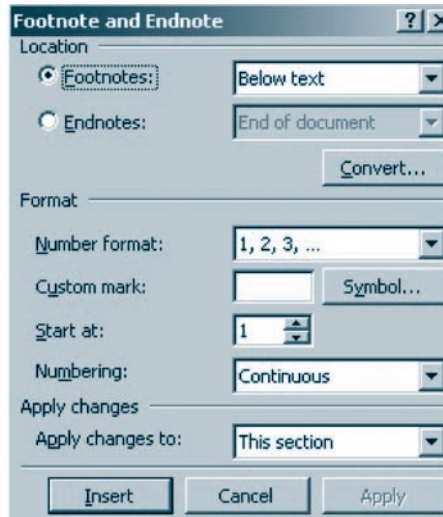 Footnote and Endnote
Location
Footnotes: Below text
Endnotes: End of document
Convert...
Format
Number format: 1, 2, 3, ...
Custom mark: Symbol...
Start at: 1
Numbering: Continuous
Apply changes
Apply changes to: This section
Insert Cancel Apply